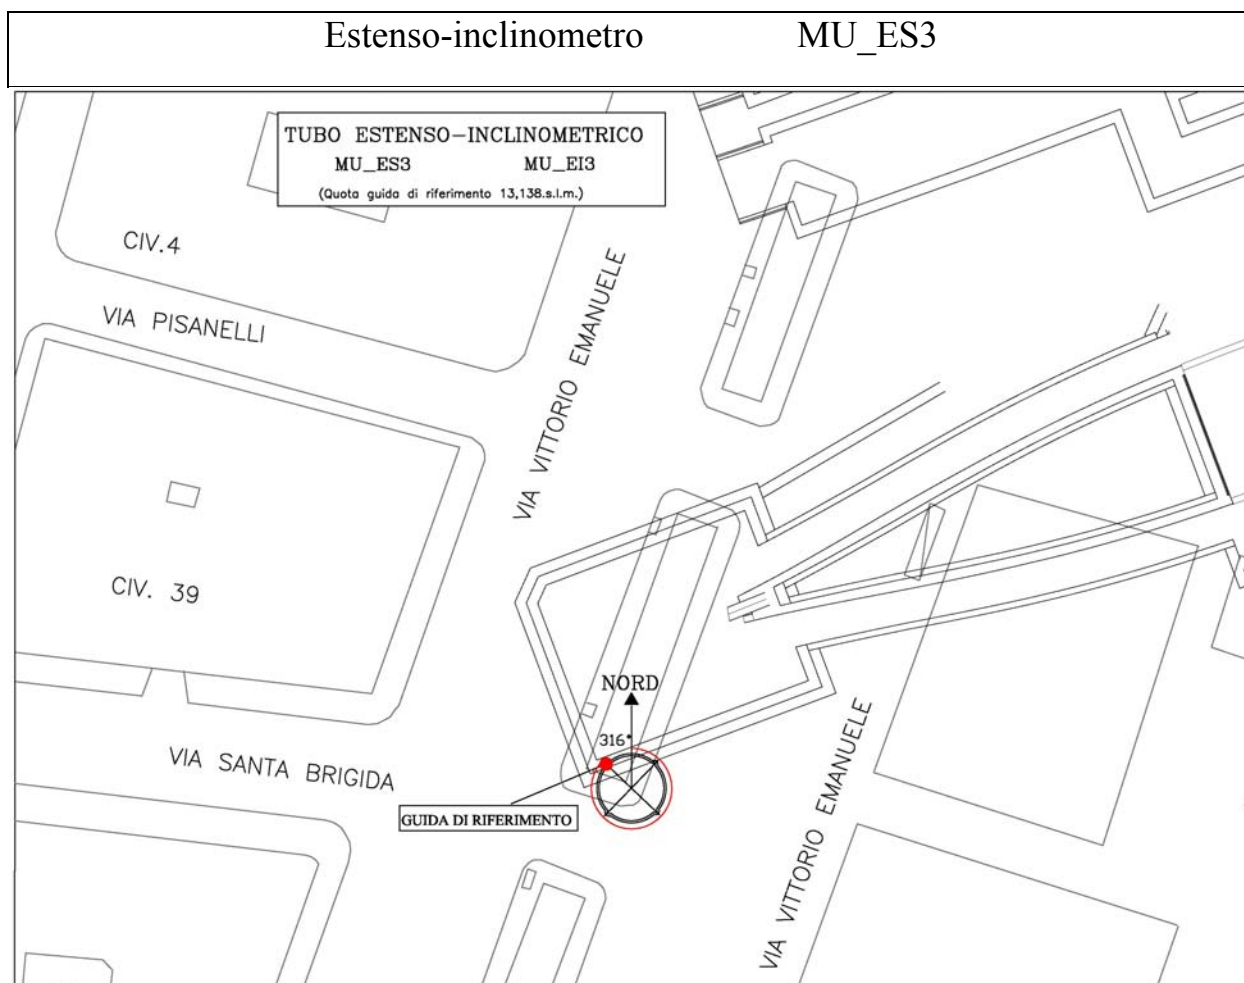 Estenso-inclinometro MU_ES3
TUBO ESTENSO-INCLINOMETRICO
MU_ES3 MU_EI3
(Quota guida di riferimento 13,138.s.l.m.)
CIV.4
VIA PISANELLI
VIA VITTORIO EMANUELE
CIV. 39
NORD
316°
VIA SANTA BRIGIDA
GUIDA DI RIFERIMENTO
VIA VITTORIO EMANUELE